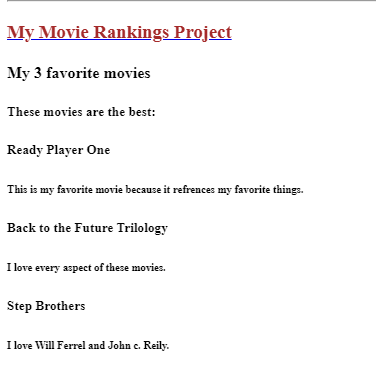 My Movie Rankings Project
My 3 favorite movies
These movies are the best:
Ready Player One
This is my favorite movie because it refrences my favorite things.
Back to the Future Trilology
I love every aspect of these movies.
Step Brothers
I love Will Ferrel and John c. Reily.